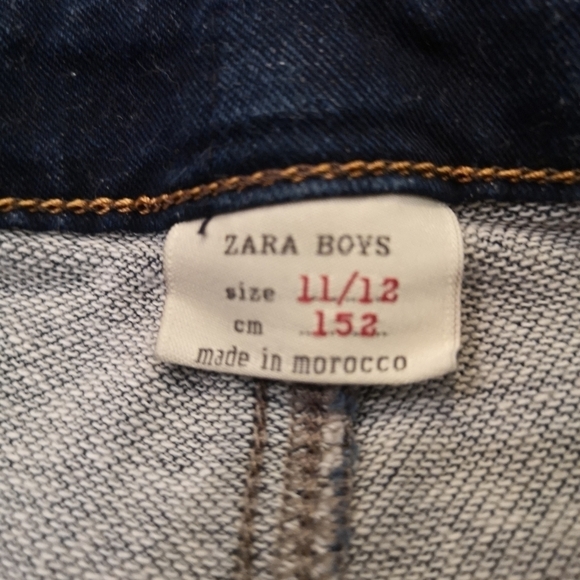 ZARA BOYS
size 11/12
cm 152
made in morocco